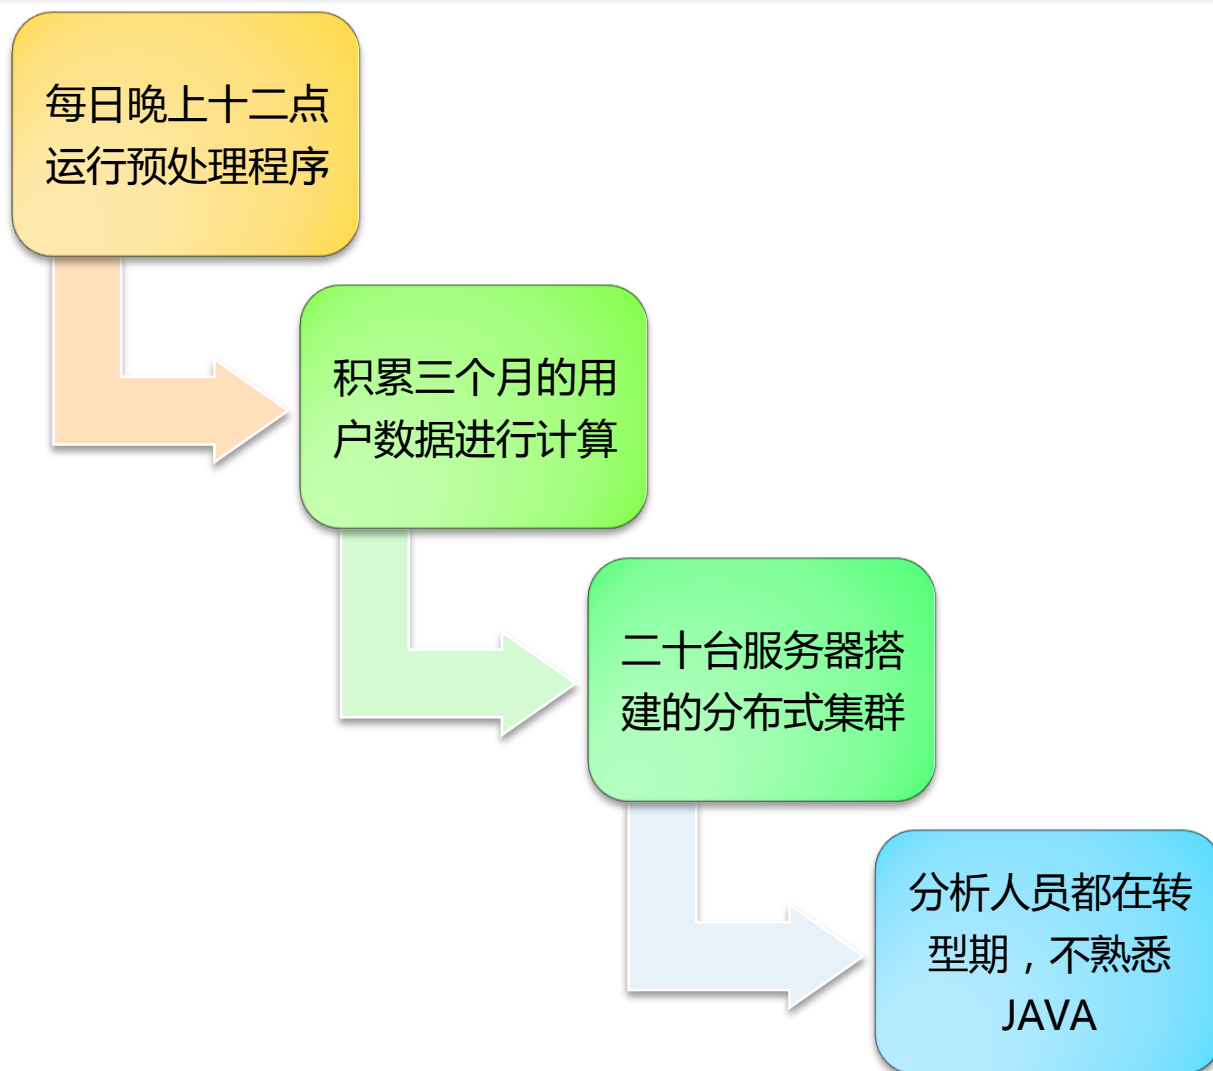 每日晚上十二点
运行预处理程序
积累三个月的用
户数据进行计算
二十台服务器搭
建的分布式集群
分析人员都在转
型期，不熟悉
JAVA